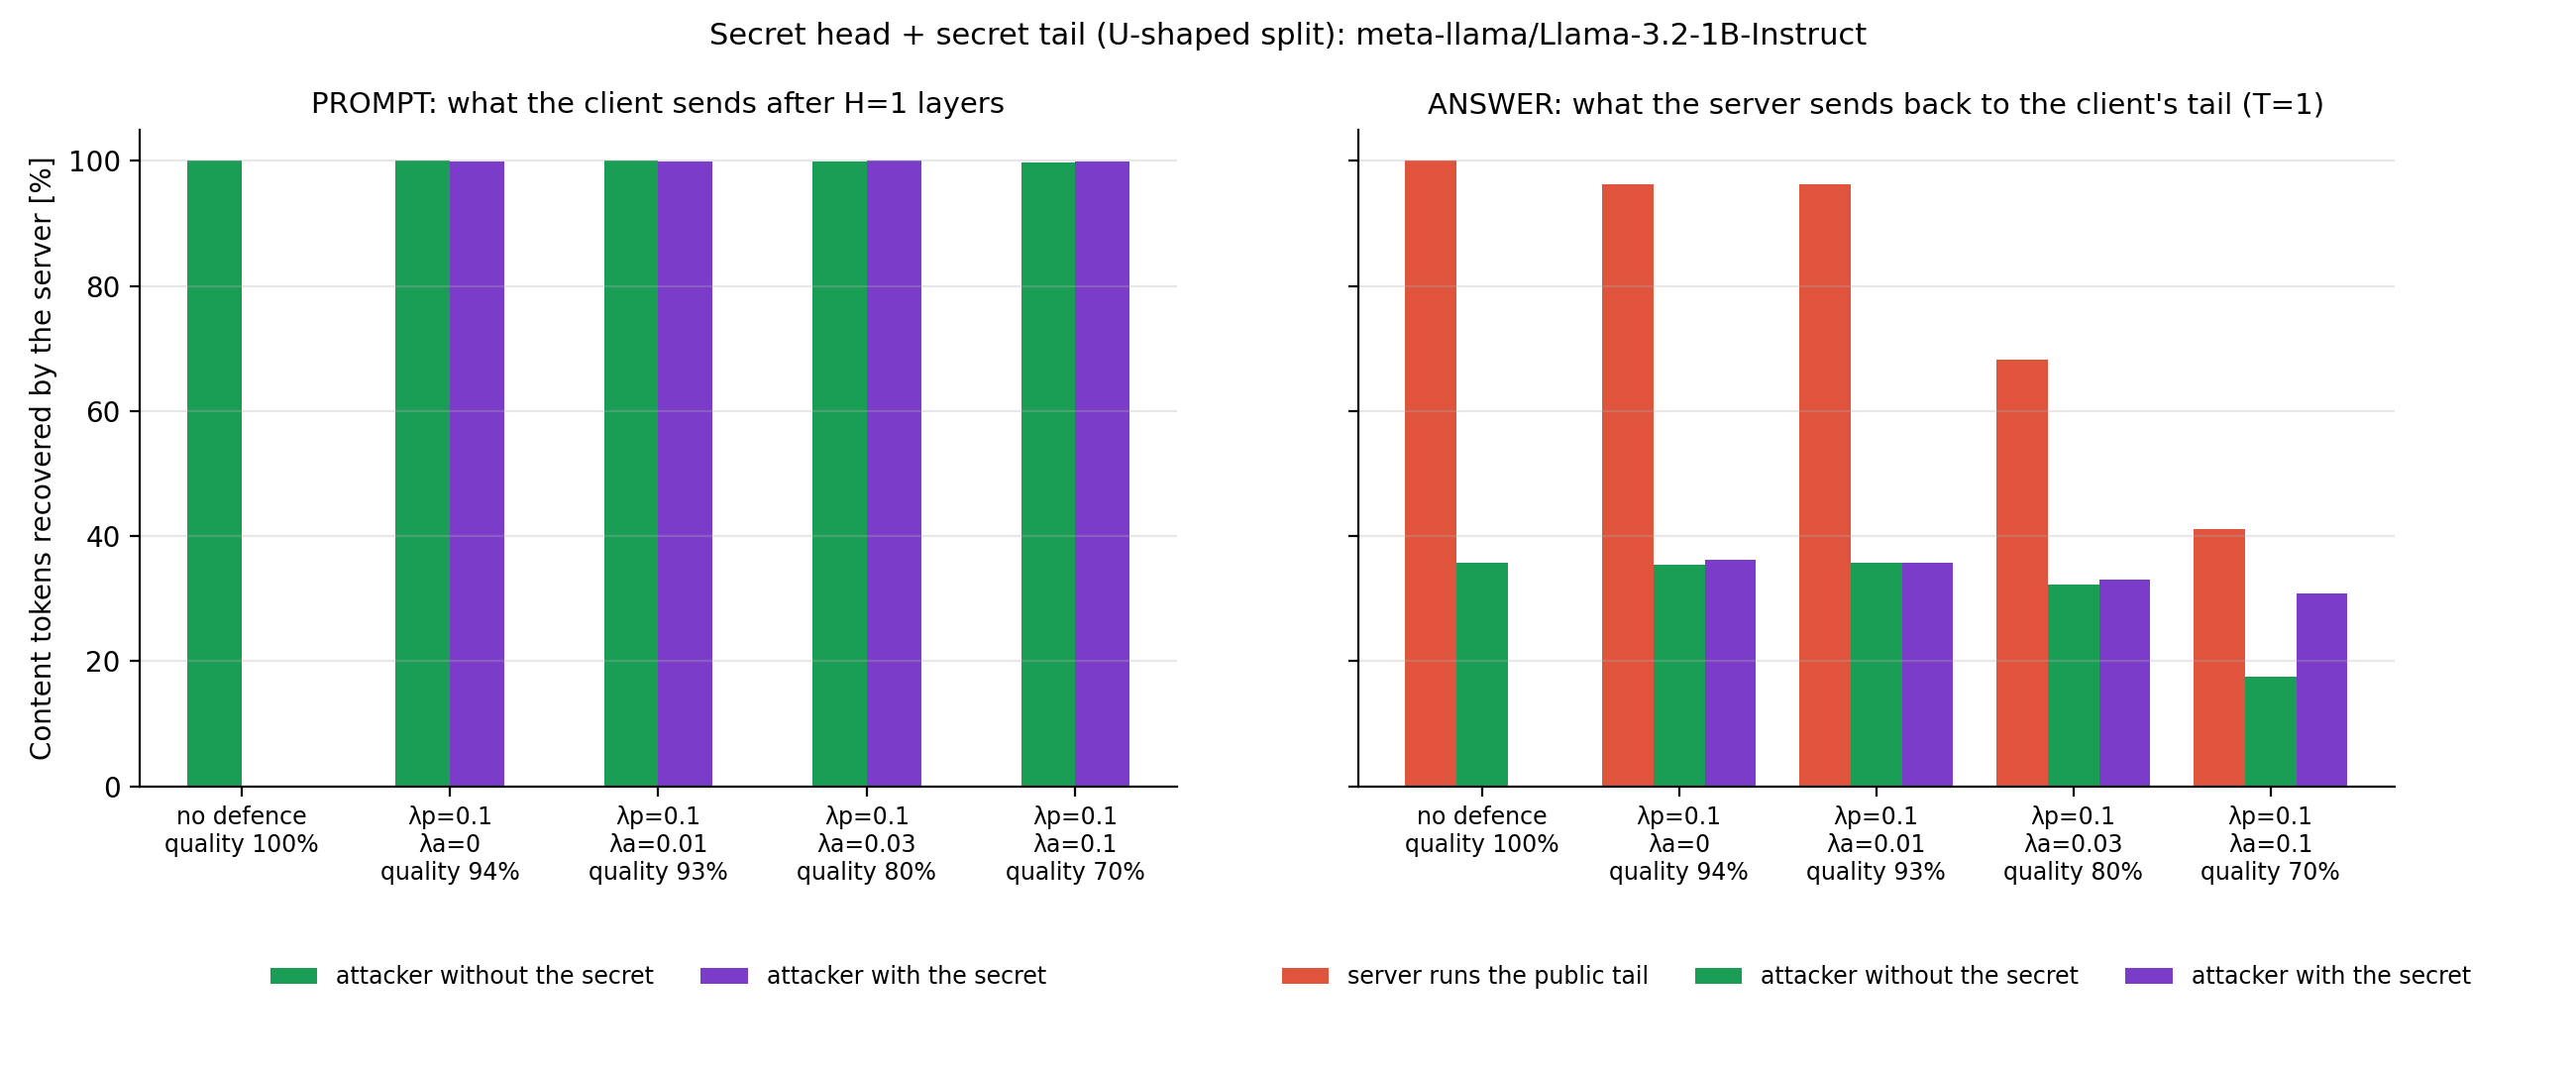 Secret head + secret tail (U-shaped split): meta-llama/Llama-3.2-1B-Instruct
PROMPT: what the client sends after H=1 layers
Content tokens recovered by the server [%]
100
80
60
40
20
0
no defence
quality 100%
λp=0.1
λa=0
quality 94%
λp=0.1
λa=0.01
quality 93%
λp=0.1
λa=0.03
quality 80%
λp=0.1
λa=0.1
quality 70%
attacker without the secret
attacker with the secret
ANSWER: what the server sends back to the client's tail (T=1)
no defence
quality 100%
λp=0.1
λa=0
quality 94%
λp=0.1
λa=0.01
quality 93%
λp=0.1
λa=0.03
quality 80%
λp=0.1
λa=0.1
quality 70%
server runs the public tail
attacker without the secret
attacker with the secret